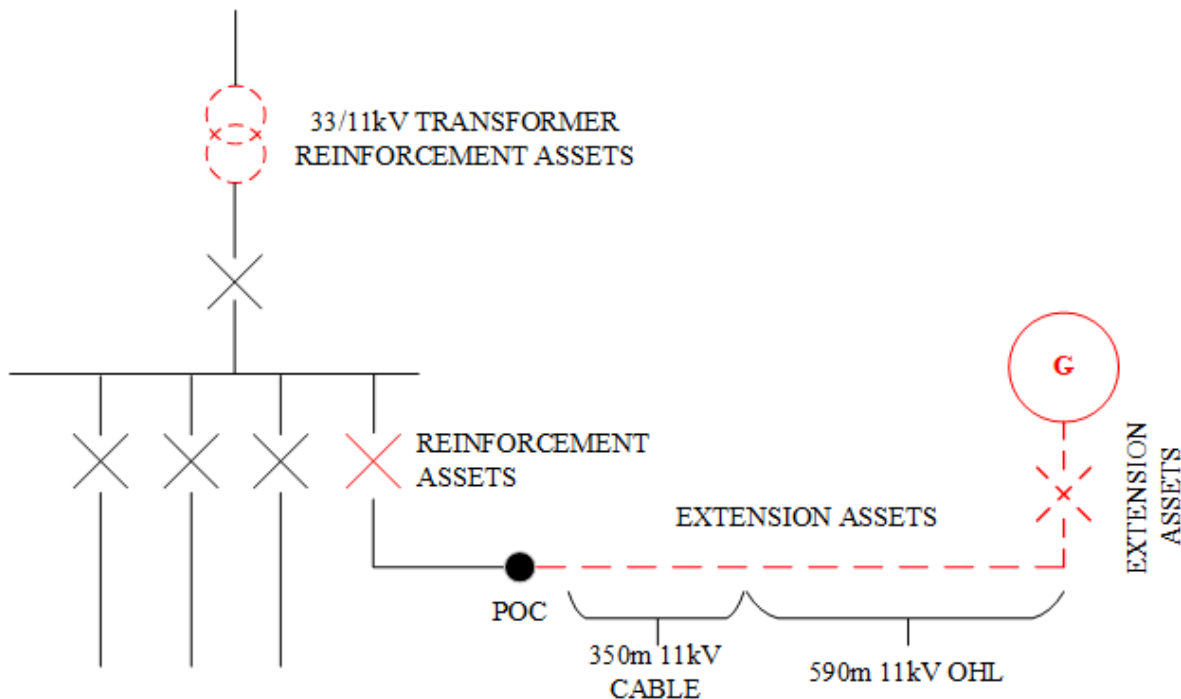 33/11kV TRANSFORMER
REINFORCEMENT ASSETS
G
REINFORCEMENT
ASSETS
EXTENSION ASSETS
EXTENSION
ASSETS
POC
350m 11kV
CABLE
590m 11kV OHL